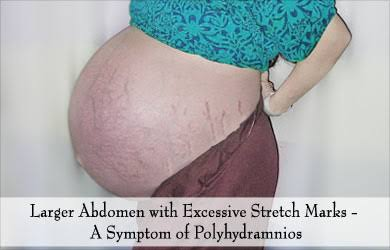 Larger Abdomen with Excessive Stretch Marks –
A Symptom of Polyhydramnios